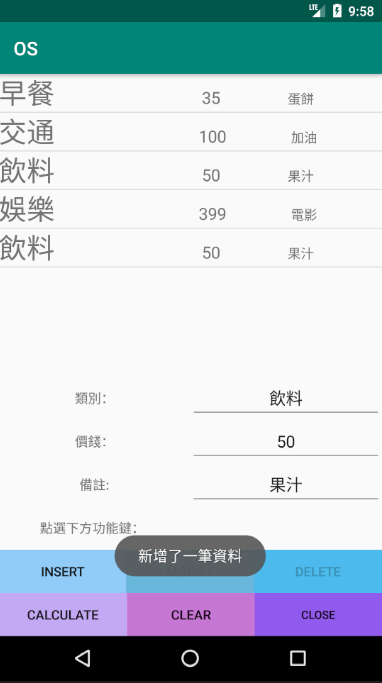 LTE 9:58
OS
早餐 35 蛋餅
交通 100 加油
飲料 50 果汁
娛樂 399 電影
飲料 50 果汁
類別: 飲料
價錢: 50
備註: 果汁
點選下方功能鍵:
新增了一筆資料
INSERT DELETE
CALCULATE CLEAR CLOSE